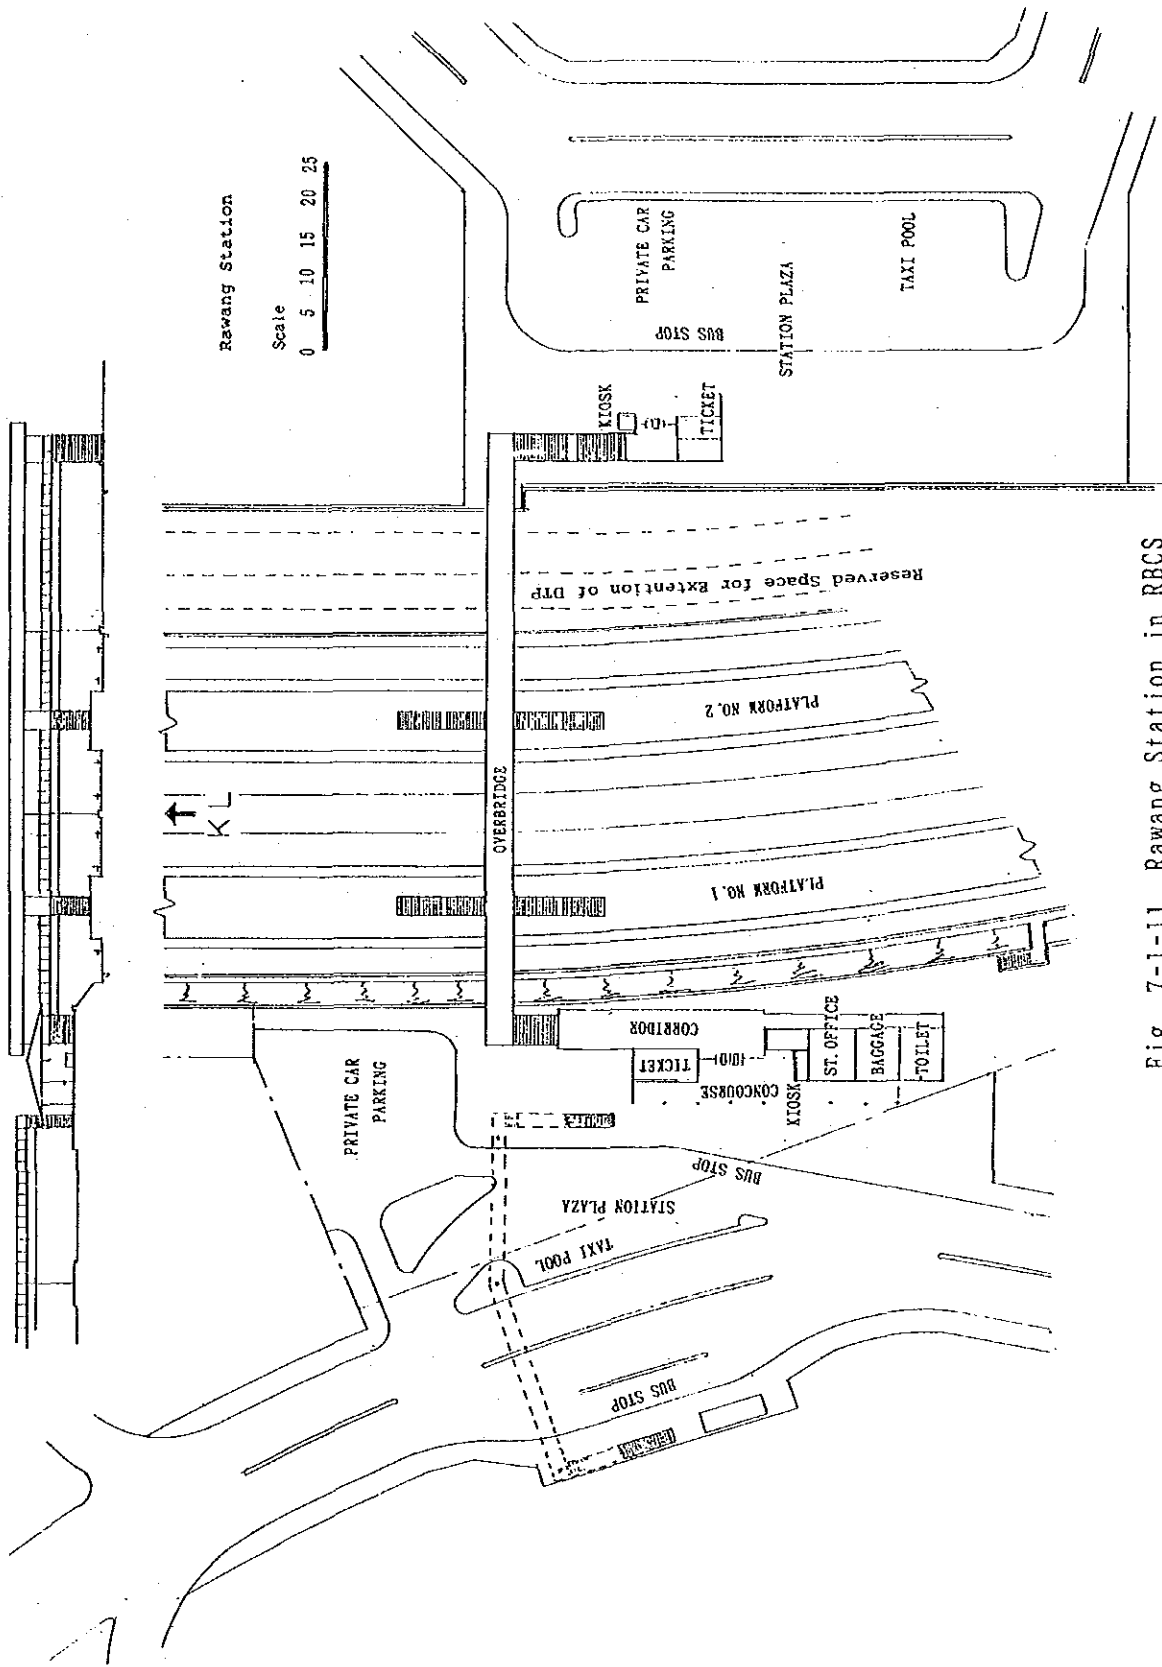 Rawang Station
Scale
0 5 10 15 20 25
PRIVATE CAR
PARKING
BUS STOP
STATION PLAZA
TAXI POOL
KIOSK
TICKET
Reserved Space for Extention of DTP
PLATFORM NO.2
KL
OVERBRIDGE
PLATFORM NO.1
CORRIDOR
TICKET
CONCOURSE
KIOSK
ST.OFFICE
BAGGAGE
TOILET
PRIVATE CAR
PARKING
BUS STOP
STATION PLAZA
TAXI POOL
BUS STOP
Fig. 7-1-11 Rawang Station in RBCS